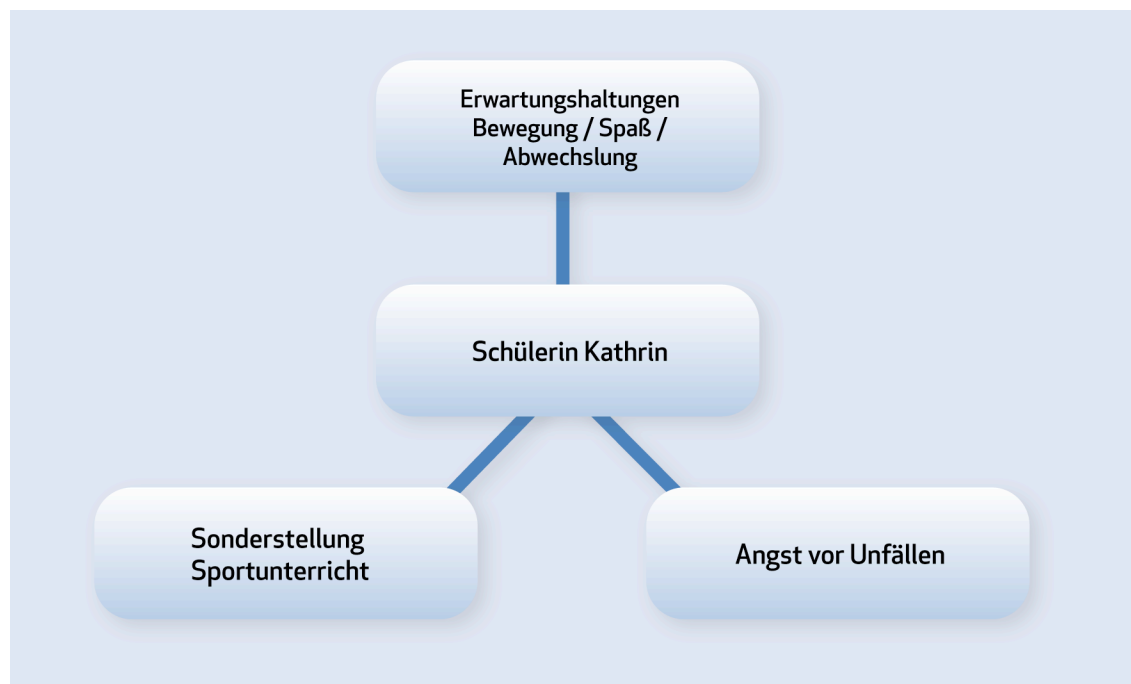 Erwartungshaltungen
Bewegung / Spaß /
Abwechslung
Schülerin Kathrin
Sonderstellung
Sportunterricht
Angst vor Unfällen